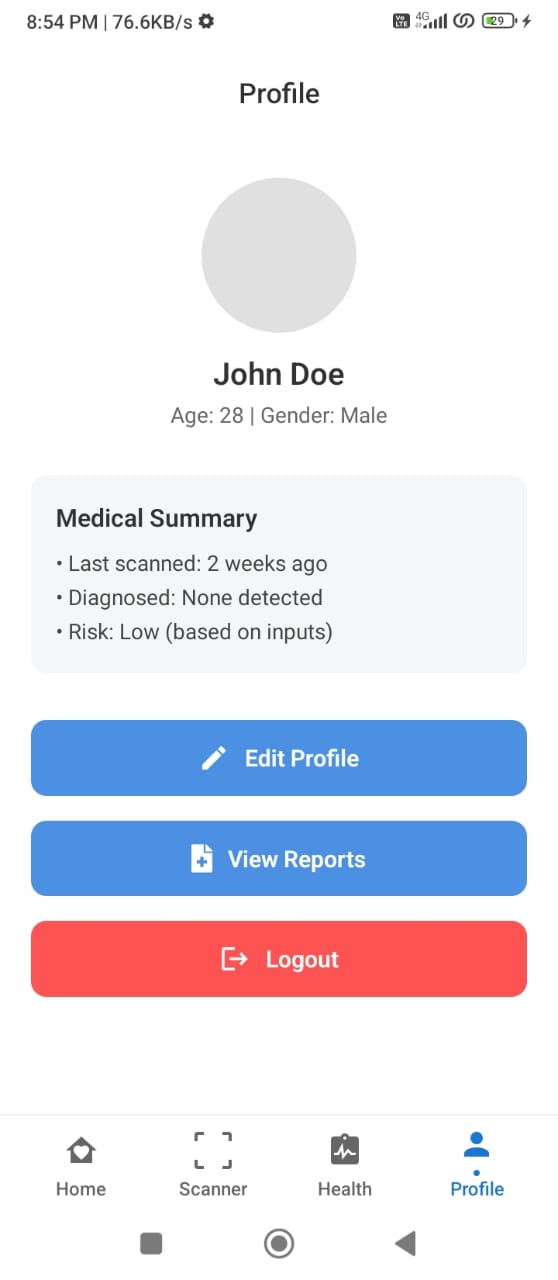 8:54 PM | 76.6KB/s
Vo LTE 4G 29
Profile
John Doe
Age: 28 | Gender: Male
Medical Summary
• Last scanned: 2 weeks ago
• Diagnosed: None detected
• Risk: Low (based on inputs)
Edit Profile
View Reports
Logout
Home Scanner Health Profile